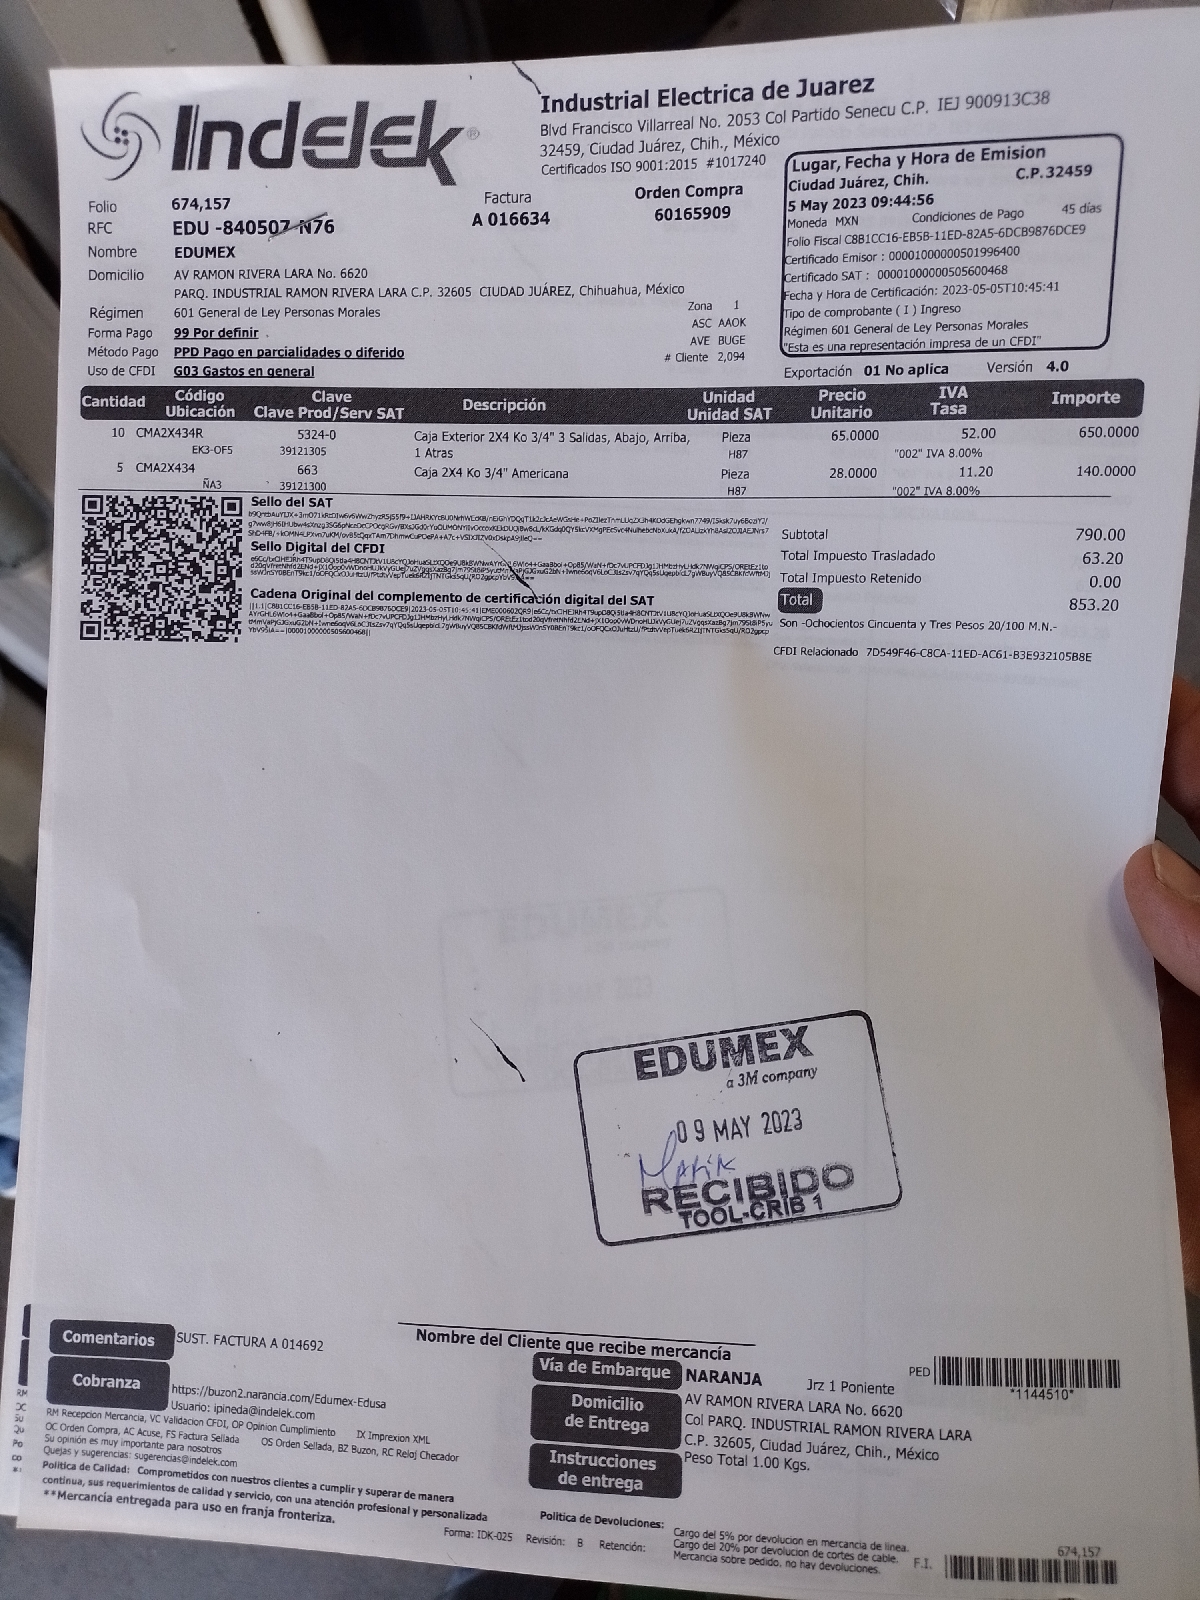 Indelek®
Industrial Electrica de Juarez
Blvd Francisco Villarreal No. 2053 Col Partido Senecu C.P. IEJ 900913C38
32459, Ciudad Juárez, Chih., México
Certificados ISO 9001:2015 #1017240
Lugar, Fecha y Hora de Emision
Ciudad Juárez, Chih. C.P. 32459
5 May 2023 09:44:56
Moneda MXN Condiciones de Pago 45 días
Folio Fiscal C8B1CC16-EB5B-11ED-82A5-6DCB9876DCE9
Certificado Emisor : 00001000000501996400
Certificado SAT : 00001000000505600468
Fecha y Hora de Certificación: 2023-05-05T10:45:41
Tipo de comprobante ( I ) Ingreso
Régimen 601 General de Ley Personas Morales
"Esta es una representación impresa de un CFDI"
Folio 674,157
Factura
A 016634
Orden Compra
60165909
RFC EDU -840507-N76
Nombre EDUMEX
Domicilio AV RAMON RIVERA LARA No. 6620
PARQ. INDUSTRIAL RAMON RIVERA LARA C.P. 32605 CIUDAD JUÁREZ, Chihuahua, México
Régimen 601 General de Ley Personas Morales
Zona 1
ASC AAOK
AVE BUGE
# Cliente 2,094
Forma Pago 99 Por definir .
Método Pago PPD Pago en parcialidades o diferido
Uso de CFDI G03 Gastos en general
Exportación 01 No aplica Versión 4.0
Cantidad Código Ubicación Clave Clave Prod/Serv SAT Descripción Unidad Unidad SAT Precio Unitario IVA Tasa Importe
10 CMA2X434R 5324-0 Caja Exterior 2X4 Ko 3/4" 3 Salidas, Abajo, Arriba, Pieza 65.0000 52.00 650.0000
EK3-OF5 39121305 1 Atras H87 "002" IVA 8.00%
5 CMA2X434 663 Caja 2X4 Ko 3/4" Americana Pieza 28.0000 11.20 140.0000
ÑA3 39121300 H87 "002" IVA 8.00%
Sello del SAT
Sello Digital del CFDI
Cadena Original del complemento de certificación digital del SAT
Subtotal 790.00
Total Impuesto Trasladado 63.20
Total Impuesto Retenido 0.00
Total 853.20
Son -Ochocientos Cincuenta y Tres Pesos 20/100 M.N.-
CFDI Relacionado 7D549F46-C8CA-11ED-AC61-B3E932105B8E
EDUMEX
a 3M company
09 MAY 2023
RECIBIDO
TOOL-CRIB 1
Comentarios SUST. FACTURA A 014692
Nombre del Cliente que recibe mercancía
Cobranza
https://buzon2.narancia.com/Edumex-Edusa
Usuario: ipineda@indelek.com
RM Recepcion Mercancia, VC Validacion CFDI, OP Opinion Cumplimiento IX Imprexion XML
OC Orden Compra, AC Acuse, FS Factura Sellada OS Orden Sellada, BZ Buzon, RC Reloj Checador
Su opinión es muy importante para nosotros
Quejas y sugerencias: sugerencias@indelek.com
Politica de Calidad: Comprometidos con nuestros clientes a cumplir y superar de manera
continua, sus requerimientos de calidad y servicio, con una atención profesional y personalizada
**Mercancia entregada para uso en franja fronteriza.
Vía de Embarque NARANJA Jrz 1 Poniente
PED *1144510*
Domicilio de Entrega
AV RAMON RIVERA LARA No. 6620
Col PARQ. INDUSTRIAL RAMON RIVERA LARA
C.P. 32605, Ciudad Juárez, Chih., México
Instrucciones de entrega
Peso Total 1.00 Kgs.
Forma: IDK-025 Revisión: B Retención:
Politica de Devoluciones:
Cargo del 5% por devolucion en mercancia de linea.
Cargo del 20% por devolucion de cortes de cable.
Mercancia sobre pedido, no hay devoluciones.
F.I. 674,157